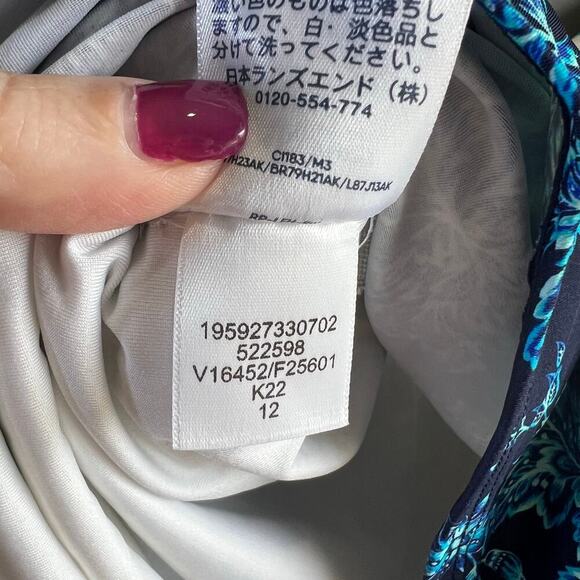 濃い色のものは色落ちし
ますので、白・淡色品と
分けて洗ってください。
日本ランズエンド（株）
0120-554-774
C1183/M3
/H23AK/BR79H21AK/L87J13AK
195927330702
522598
V16452/F25601
K22
12